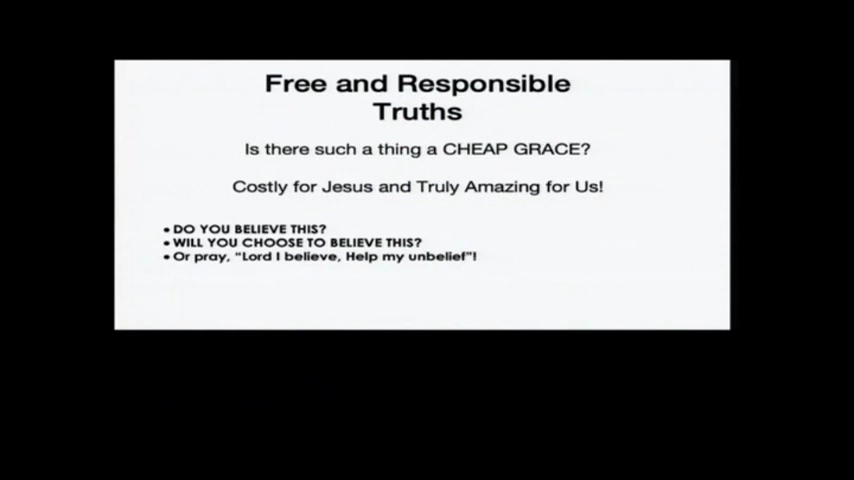 Free and Responsible
Truths
Is there such a thing a CHEAP GRACE?
Costly for Jesus and Truly Amazing for Us!
• DO YOU BELIEVE THIS?
• WILL YOU CHOOSE TO BELIEVE THIS?
• Or pray, “Lord I believe, Help my unbelief”!